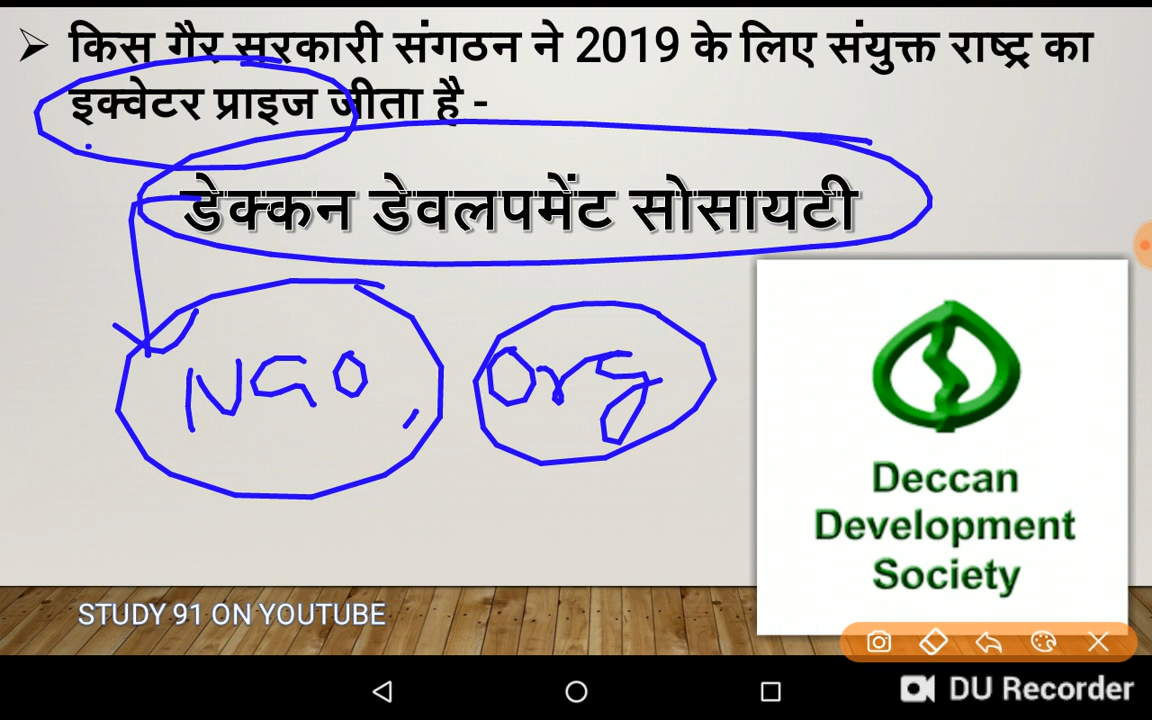 किस गैर सरकारी संगठन ने 2019 के लिए संयुक्त राष्ट्र का
इक्वेटर प्राइज जीता है -
डेक्कन डेवलपमेंट सोसायटी
NGO Org
Deccan
Development
Society
STUDY 91 ON YOUTUBE
DU Recorder